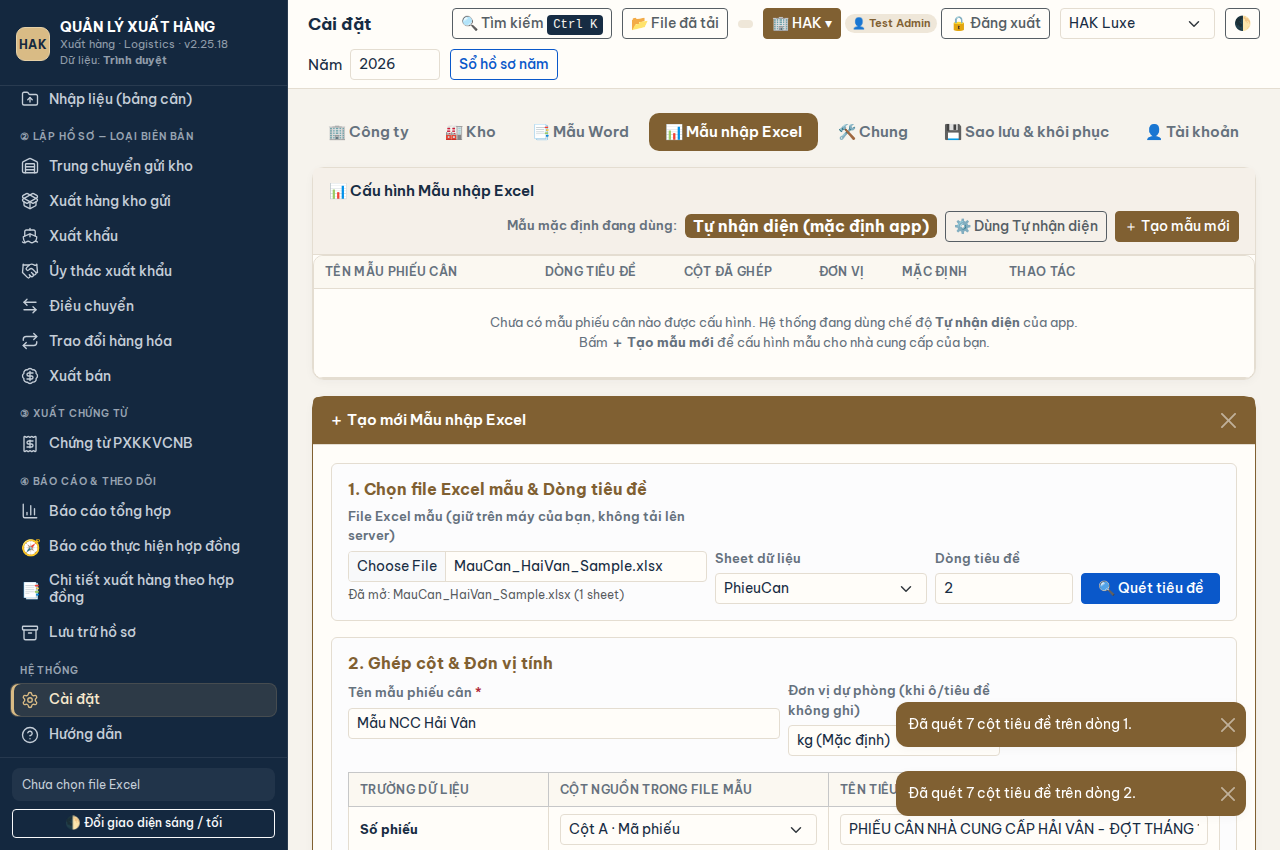 HAK
QUẢN LÝ XUẤT HÀNG
Xuất hàng · Logistics · v2.25.18
Dữ liệu: Trình duyệt
Nhập liệu (bảng cân)
② LẬP HỒ SƠ — LOẠI BIÊN BẢN
Trung chuyển gửi kho
Xuất hàng kho gửi
Xuất khẩu
Ủy thác xuất khẩu
Điều chuyển
Trao đổi hàng hóa
Xuất bán
③ XUẤT CHỨNG TỪ
Chứng từ PXKKVCNB
④ BÁO CÁO & THEO DÕI
Báo cáo tổng hợp
Báo cáo thực hiện hợp đồng
Chi tiết xuất hàng theo hợp đồng
Lưu trữ hồ sơ
HỆ THỐNG
Cài đặt
Hướng dẫn
Chưa chọn file Excel
Đổi giao diện sáng / tối
Cài đặt
Tìm kiếm Ctrl K
File đã tải
HAK ▾
Test Admin
Đăng xuất
HAK Luxe
Năm
2026
Sổ hồ sơ năm
Công ty
Kho
Mẫu Word
Mẫu nhập Excel
Chung
Sao lưu & khôi phục
Tài khoản
Cấu hình Mẫu nhập Excel
Mẫu mặc định đang dùng: Tự nhận diện (mặc định app)
Dùng Tự nhận diện
+ Tạo mẫu mới
TÊN MẪU PHIẾU CÂN
DÒNG TIÊU ĐỀ
CỘT ĐÃ GHÉP
ĐƠN VỊ
MẶC ĐỊNH
THAO TÁC
Chưa có mẫu phiếu cân nào được cấu hình. Hệ thống đang dùng chế độ Tự nhận diện của app.
Bấm + Tạo mẫu mới để cấu hình mẫu cho nhà cung cấp của bạn.
+ Tạo mới Mẫu nhập Excel
1. Chọn file Excel mẫu & Dòng tiêu đề
File Excel mẫu (giữ trên máy của bạn, không tải lên
server)
Choose File
MauCan_HaiVan_Sample.xlsx
Đã mở: MauCan_HaiVan_Sample.xlsx (1 sheet)
Sheet dữ liệu
PhieuCan
Dòng tiêu đề
2
Quét tiêu đề
2. Ghép cột & Đơn vị tính
Tên mẫu phiếu cân *
Mẫu NCC Hải Vân
Đơn vị dự phòng (khi ô/tiêu đề
không ghi)
kg (Mặc định)
Đã quét 7 cột tiêu đề trên dòng 1.
Đã quét 7 cột tiêu đề trên dòng 2.
TRƯỜNG DỮ LIỆU
CỘT NGUỒN TRONG FILE MẪU
Số phiếu
Cột A · Mã phiếu
PHIẾU CÂN NHÀ CUNG CẤP HẢI VÂN - ĐỢT THÁNG